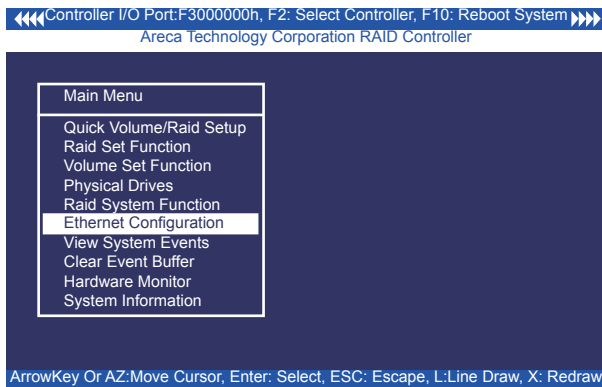 Controller I/O Port:F3000000h, F2: Select Controller, F10: Reboot System
Areca Technology Corporation RAID Controller
Main Menu
Quick Volume/Raid Setup
Raid Set Function
Volume Set Function
Physical Drives
Raid System Function
Ethernet Configuration
View System Events
Clear Event Buffer
Hardware Monitor
System Information
ArrowKey Or AZ:Move Cursor, Enter: Select, ESC: Escape, L:Line Draw, X: Redraw